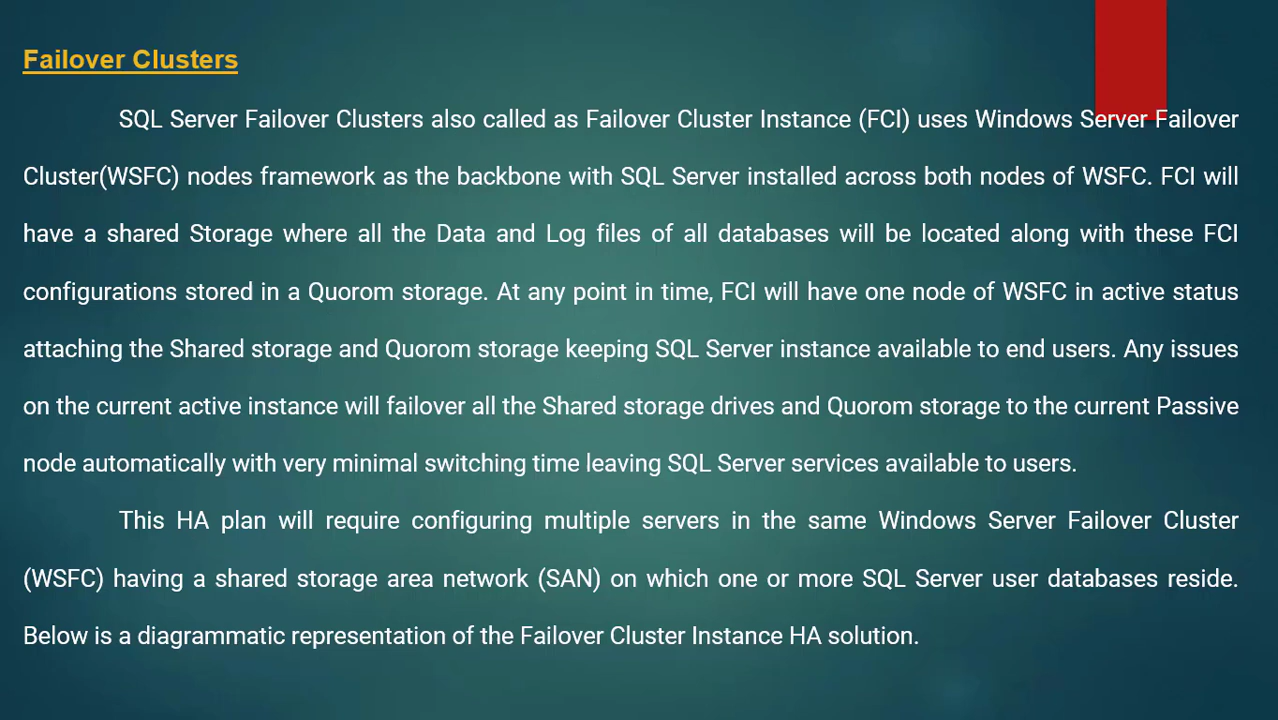 Failover Clusters
SQL Server Failover Clusters also called as Failover Cluster Instance (FCI) uses Windows Server Failover
Cluster(WSFC) nodes framework as the backbone with SQL Server installed across both nodes of WSFC. FCI will
have a shared Storage where all the Data and Log files of all databases will be located along with these FCI
configurations stored in a Quorom storage. At any point in time, FCI will have one node of WSFC in active status
attaching the Shared storage and Quorom storage keeping SQL Server instance available to end users. Any issues
on the current active instance will failover all the Shared storage drives and Quorom storage to the current Passive
node automatically with very minimal switching time leaving SQL Server services available to users.
This HA plan will require configuring multiple servers in the same Windows Server Failover Cluster
(WSFC) having a shared storage area network (SAN) on which one or more SQL Server user databases reside.
Below is a diagrammatic representation of the Failover Cluster Instance HA solution.